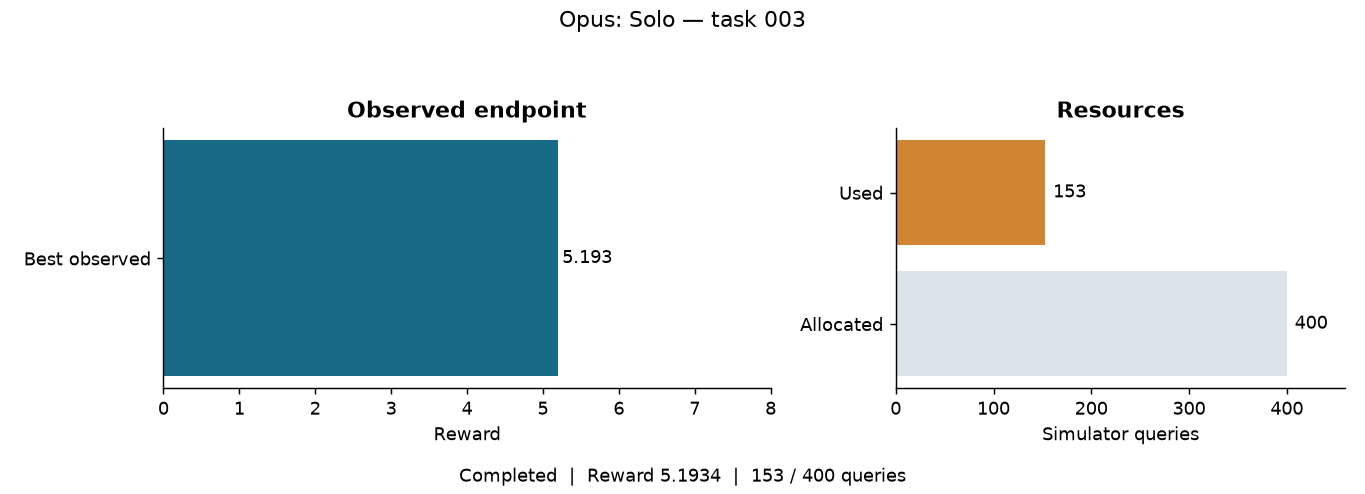 Opus: Solo — task 003
Observed endpoint
Best observed
5.193
0 1 2 3 4 5 6 7 8
Reward
Resources
Used
153
Allocated
400
0 100 200 300 400
Simulator queries
Completed | Reward 5.1934 | 153 / 400 queries